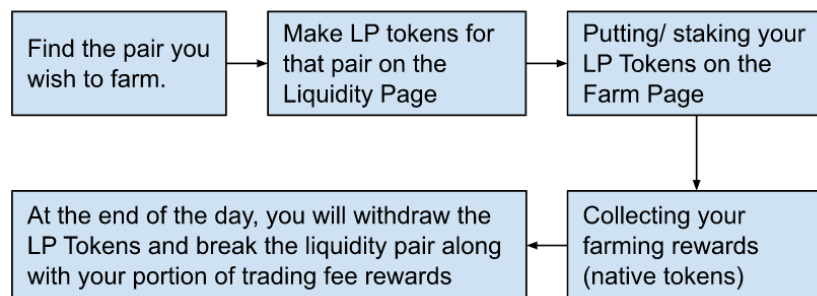 Find the pair you
wish to farm.
Make LP tokens for
that pair on the
Liquidity Page
Putting/ staking your
LP Tokens on the
Farm Page
Collecting your
farming rewards
(native tokens)
At the end of the day, you will withdraw the
LP Tokens and break the liquidity pair along
with your portion of trading fee rewards